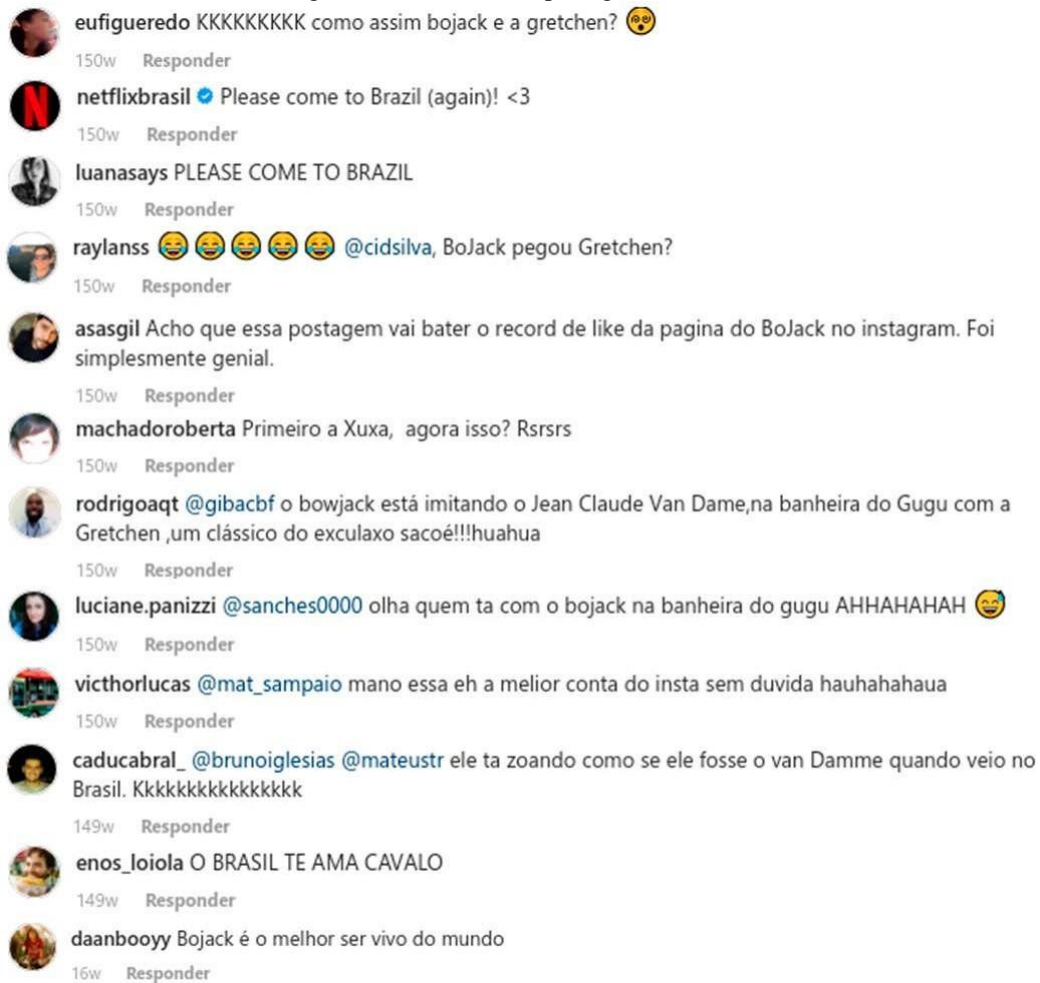 eufigueredo KKKKKKKKK como assim bojack e a gretchen? 😵
150w Responder
netflixbrasil Please come to Brazil (again)! <3
150w Responder
luanasays PLEASE COME TO BRAZIL
150w Responder
raylanss 😂😂😂😂😂 @cidsilva, BoJack pegou Gretchen?
150w Responder
asasgil Acho que essa postagem vai bater o record de like da pagina do BoJack no instagram. Foi
simplesmente genial.
150w Responder
machadoroberta Primeiro a Xuxa, agora isso? Rsrsrs
150w Responder
rodrigoaqt @gibacbf o bowjack está imitando o Jean Claude Van Dame,na banheira do Gugu com a
Gretchen ,um clássico do exculaxo sacoé!!!huahua
150w Responder
luciane.panizzi @sanches0000 olha quem ta com o bojack na banheira do gugu AHHAHAHAH 😅
150w Responder
victhorlucas @mat_sampaio mano essa eh a melior conta do insta sem duvida hauhahahaua
150w Responder
caducabral_ @brunoiglesias @mateustr ele ta zoando como se ele fosse o van Damme quando veio no
Brasil. Kkkkkkkkkkkkkkkk
149w Responder
enos_loiola O BRASIL TE AMA CAVALO
149w Responder
daanbooyy Bojack é o melhor ser vivo do mundo
16w Responder